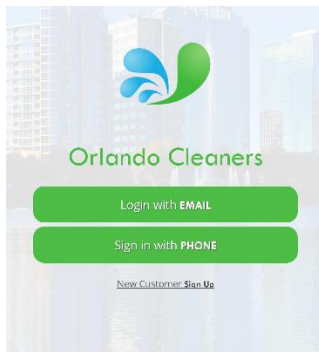 Orlando Cleaners
Login with EMAIL
Sign in with PHONE
New Customer Sign Up